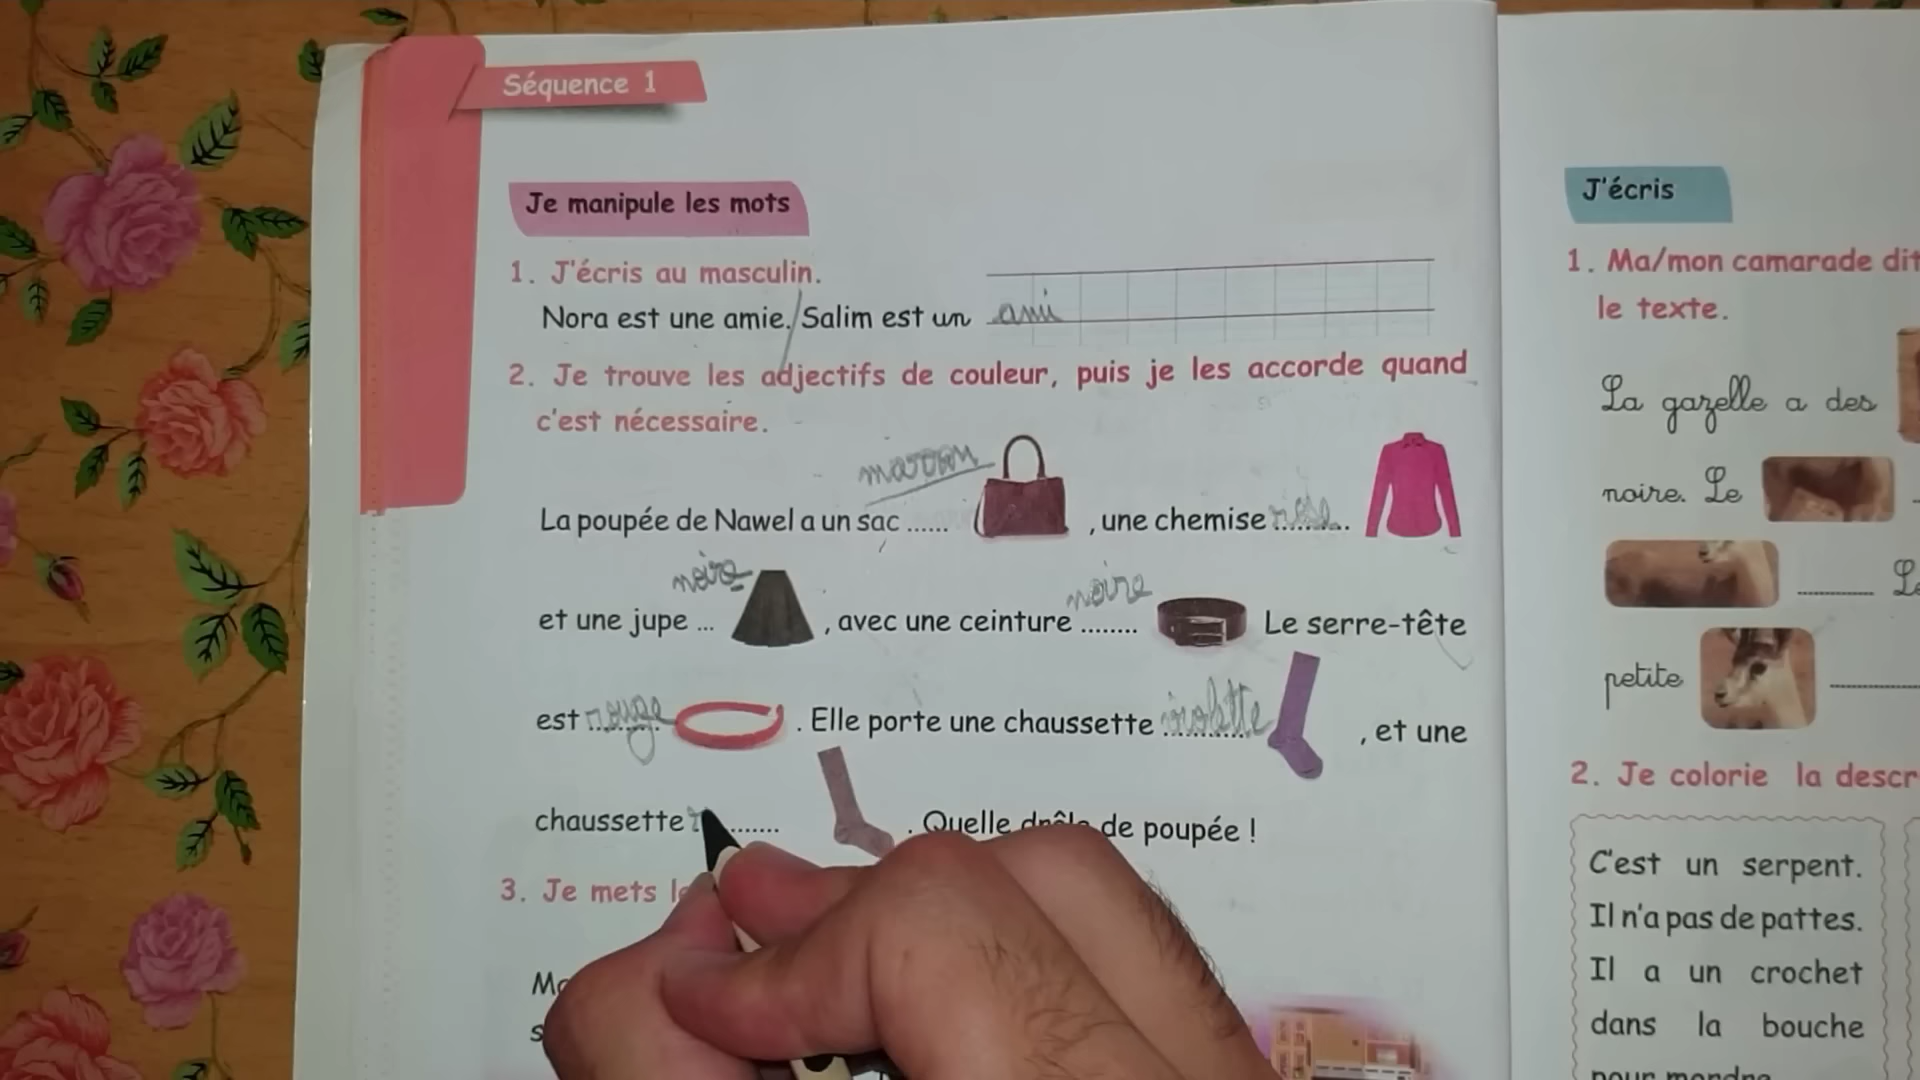 Séquence 1
Je manipule les mots
1. J'écris au masculin.
Nora est une amie. / Salim est un ami
2. Je trouve les adjectifs de couleur, puis je les accorde quand
c'est nécessaire.
marron
La poupée de Nawel a un sac ...... , une chemise rose
noire noire
et une jupe ... , avec une ceinture ........ Le serre-tête
est rouge . Elle porte une chaussette violette , et une
chaussette ........ . Quelle drôle de poupée !
3. Je mets
J'écris
1. Ma/mon camarade
le texte.
La gazelle a des
noire. Le
petite
2. Je colorie la
C'est un serpent.
Il n'a pas de pattes.
Il a un crochet
dans la bouche
pour mordre